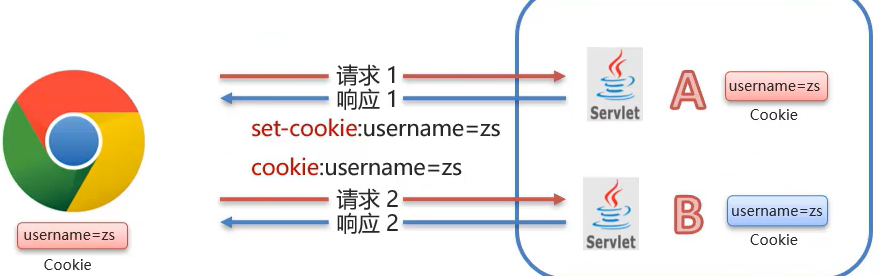 请求 1
响应 1
set-cookie:username=zs
cookie:username=zs
请求 2
响应 2
Servlet
A
username=zs
Cookie
Servlet
B
username=zs
Cookie
username=zs
Cookie